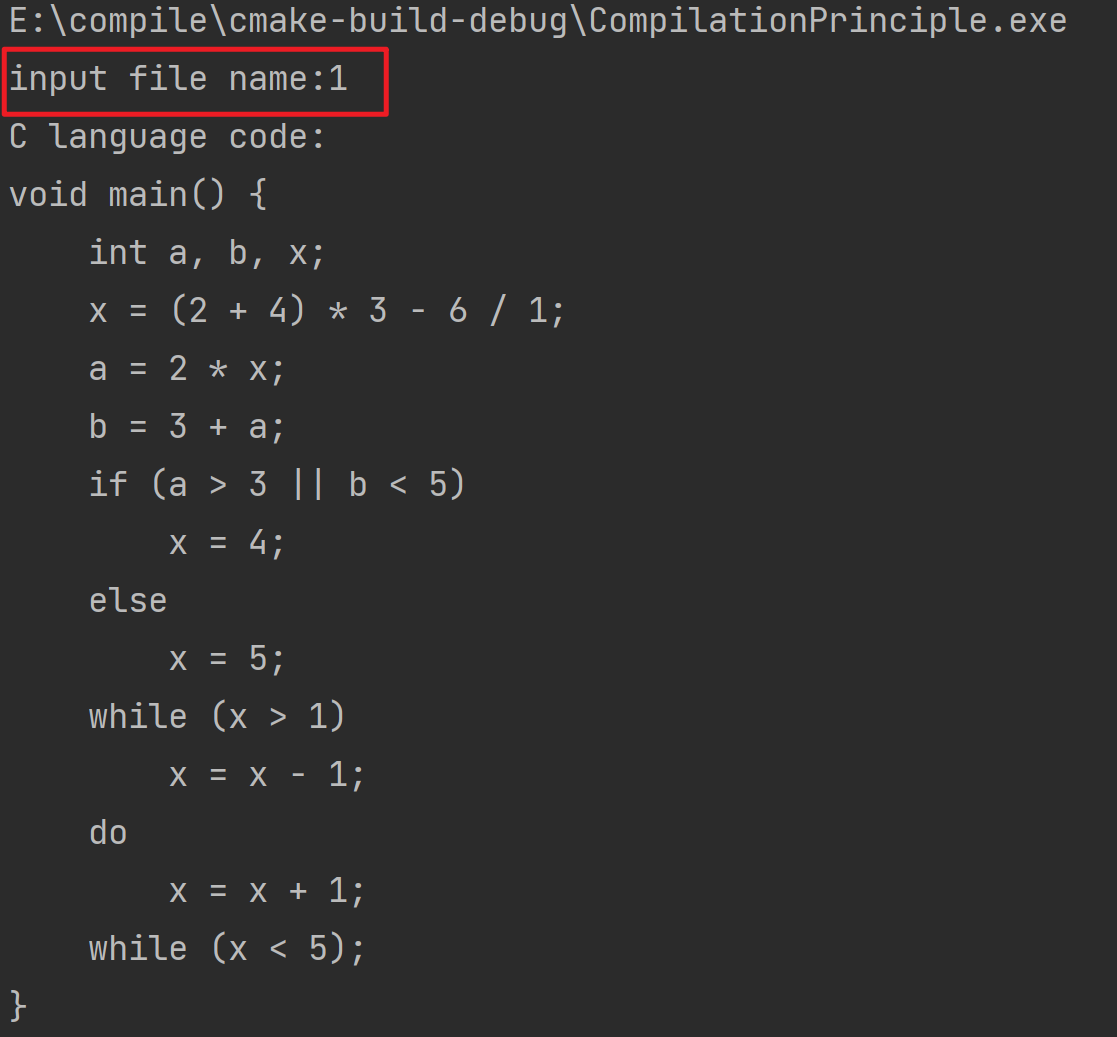 E:\compile\cmake-build-debug\CompilationPrinciple.exe
input file name:1
C language code:
void main() {
    int a, b, x;
    x = (2 + 4) * 3 - 6 / 1;
    a = 2 * x;
    b = 3 + a;
    if (a > 3 || b < 5)
        x = 4;
    else
        x = 5;
    while (x > 1)
        x = x - 1;
    do
        x = x + 1;
    while (x < 5);
}